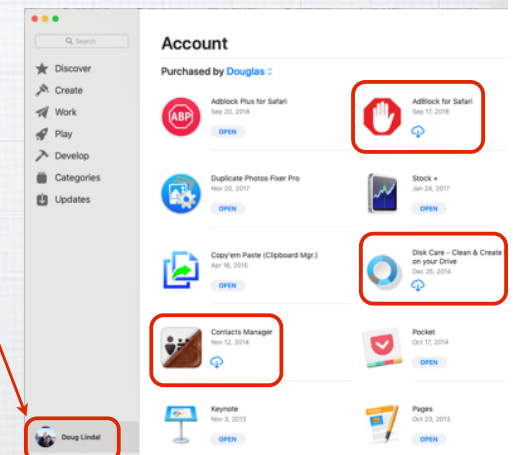 Search
Account
Discover
Create
Work
Play
Develop
Categories
Updates
Purchased by Douglas
ABP
Adblock Plus for Safari
Sep 20, 2018
OPEN
AdBlock for Safari
Sep 17, 2018
Duplicate Photos Fixer Pro
Nov 20, 2017
OPEN
Stock +
Jan 24, 2017
OPEN
Copy'em Paste (Clipboard Mgr.)
Apr 16, 2015
OPEN
Disk Care - Clean & Create
on your Drive
Dec 25, 2014
Contacts Manager
Nov 12, 2014
Pocket
Oct 17, 2014
OPEN
Keynote
Nov 3, 2013
OPEN
Pages
Oct 23, 2013
OPEN
Doug Lindal